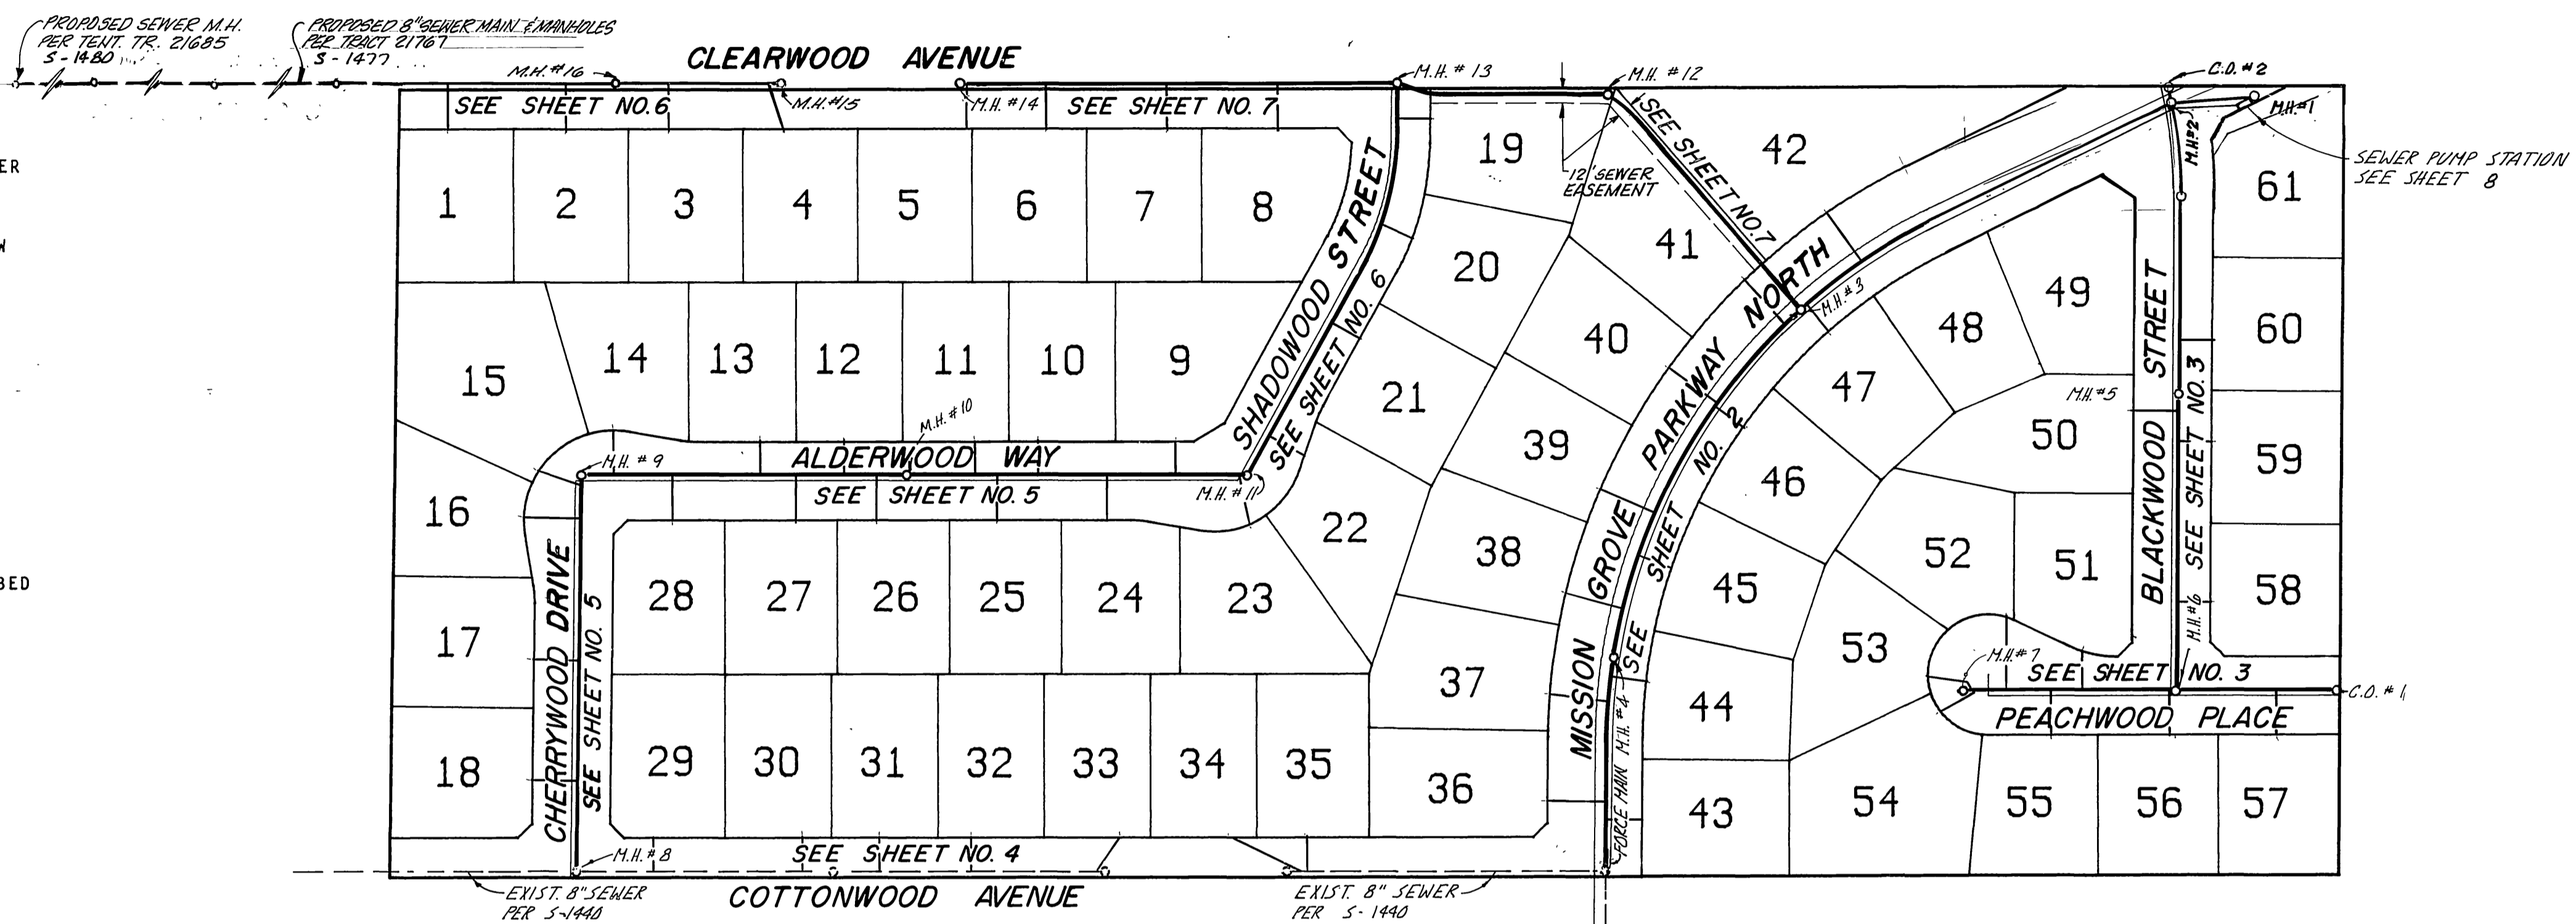 PROPOSED SEWER M.H.
PER TENT. TR. 21685
S-1480
PROPOSED 8" SEWER MAIN & MANHOLES
PER TRACT 21767
S-1477
CLEARWOOD AVENUE
M.H. #16
M.H. #15
M.H. #14
M.H. # 13
M.H. #12
C.O. #2
M.H. #1
M.H. #2
SEE SHEET NO. 6
SEE SHEET NO. 7
SEE SHEET NO. 7
12' SEWER
EASEMENT
SEWER PUMP STATION
SEE SHEET 8
ER
W
BED
1
2
3
4
5
6
7
8
19
42
61
SHADOWOOD STREET
SEE SHEET NO. 6
20
41
49
60
15
14
13
12
11
10
9
21
40
48
47
M.H. #3
M.H. #5
MISSION GROVE PARKWAY NORTH
SEE SHEET NO. 2
BLACKWOOD STREET
SEE SHEET NO. 3
M.H. #10
M.H. # 9
ALDERWOOD WAY
SEE SHEET NO. 5
M.H. # 11
39
46
50
59
16
22
38
45
52
51
58
28
27
26
25
24
23
17
CHERRYWOOD DRIVE
SEE SHEET NO. 5
37
44
53
M.H. #6
M.H. #7
SEE SHEET NO. 3
C.O. # 1
PEACHWOOD PLACE
18
29
30
31
32
33
34
35
36
43
54
55
56
57
FORCE MAIN M.H. #4
M.H. # 8
SEE SHEET NO. 4
EXIST. 8" SEWER
PER S-1440
COTTONWOOD AVENUE
EXIST. 8" SEWER
PER S-1440